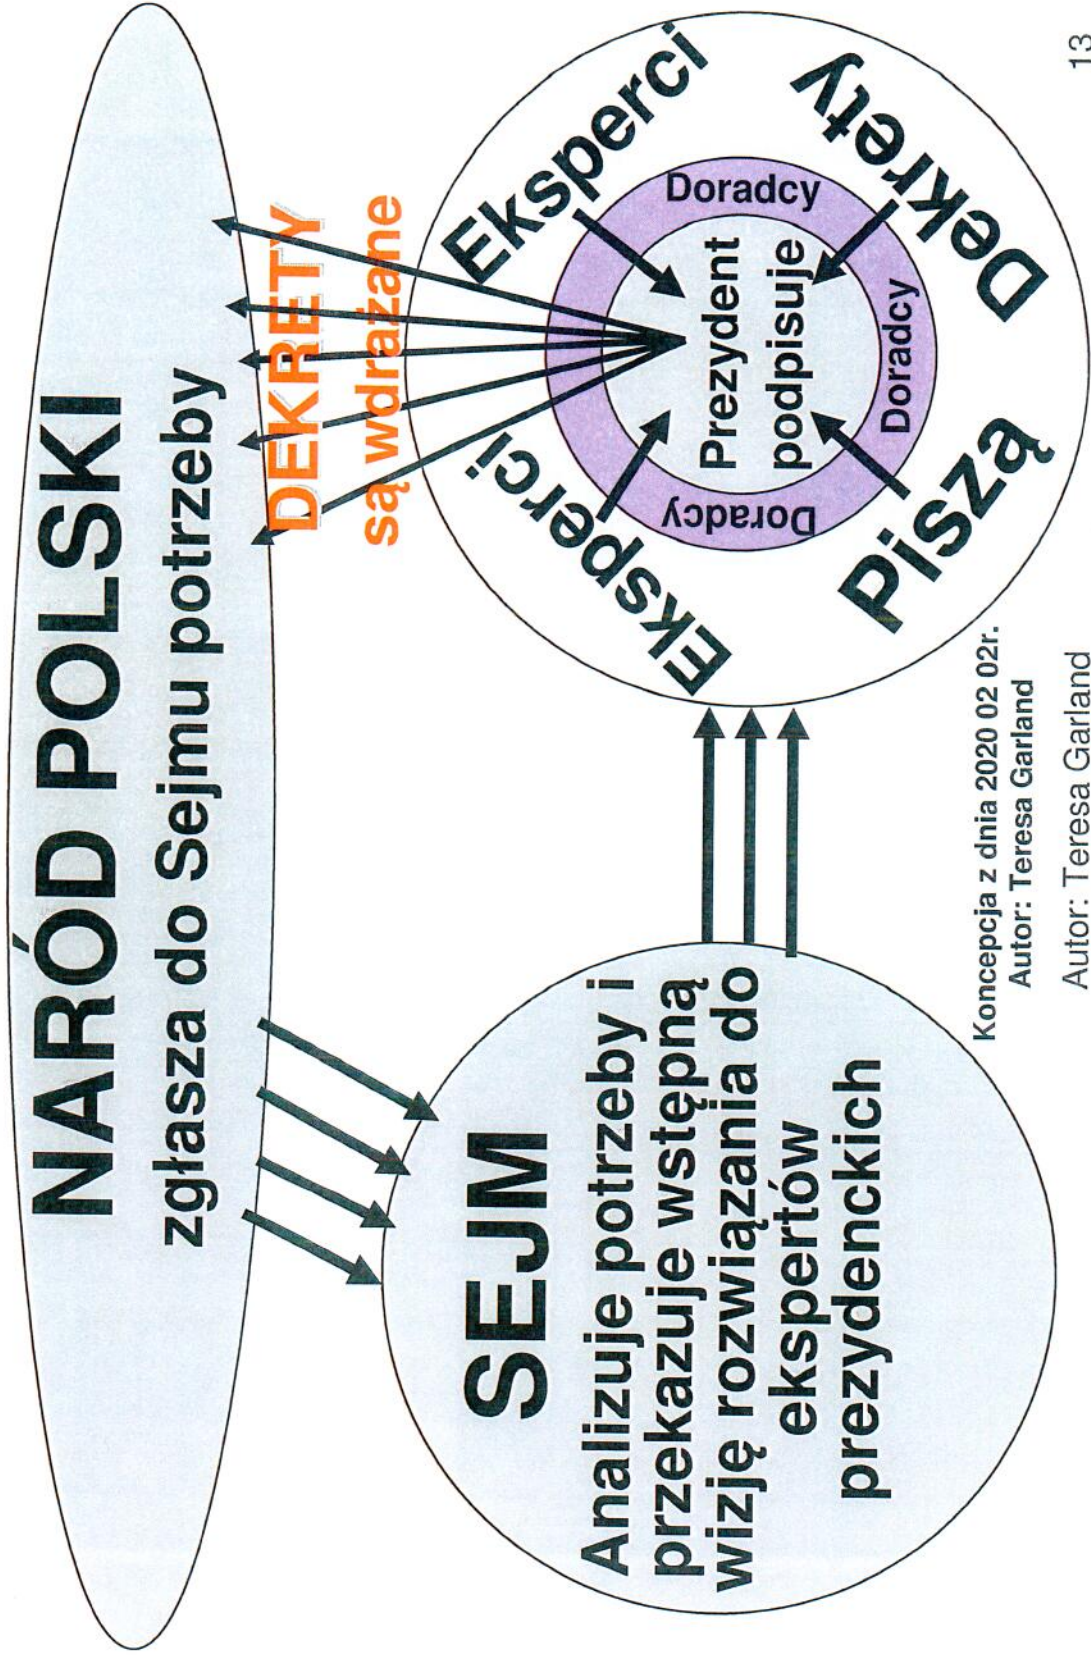 NARÓD POLSKI
zgłasza do Sejmu potrzeby
DEKRETY
są wdrażane
SEJM
Analizuje potrzeby i
przekazuje wstępną
wizję rozwiązania do
ekspertów
prezydenckich
Eksperci
Eksperci
Piszą
Dekrety
Doradcy
Doradcy
Doradcy
Prezydent
podpisuje
Koncepcja z dnia 2020 02 02r.
Autor: Teresa Garland
Autor: Teresa Garland
13